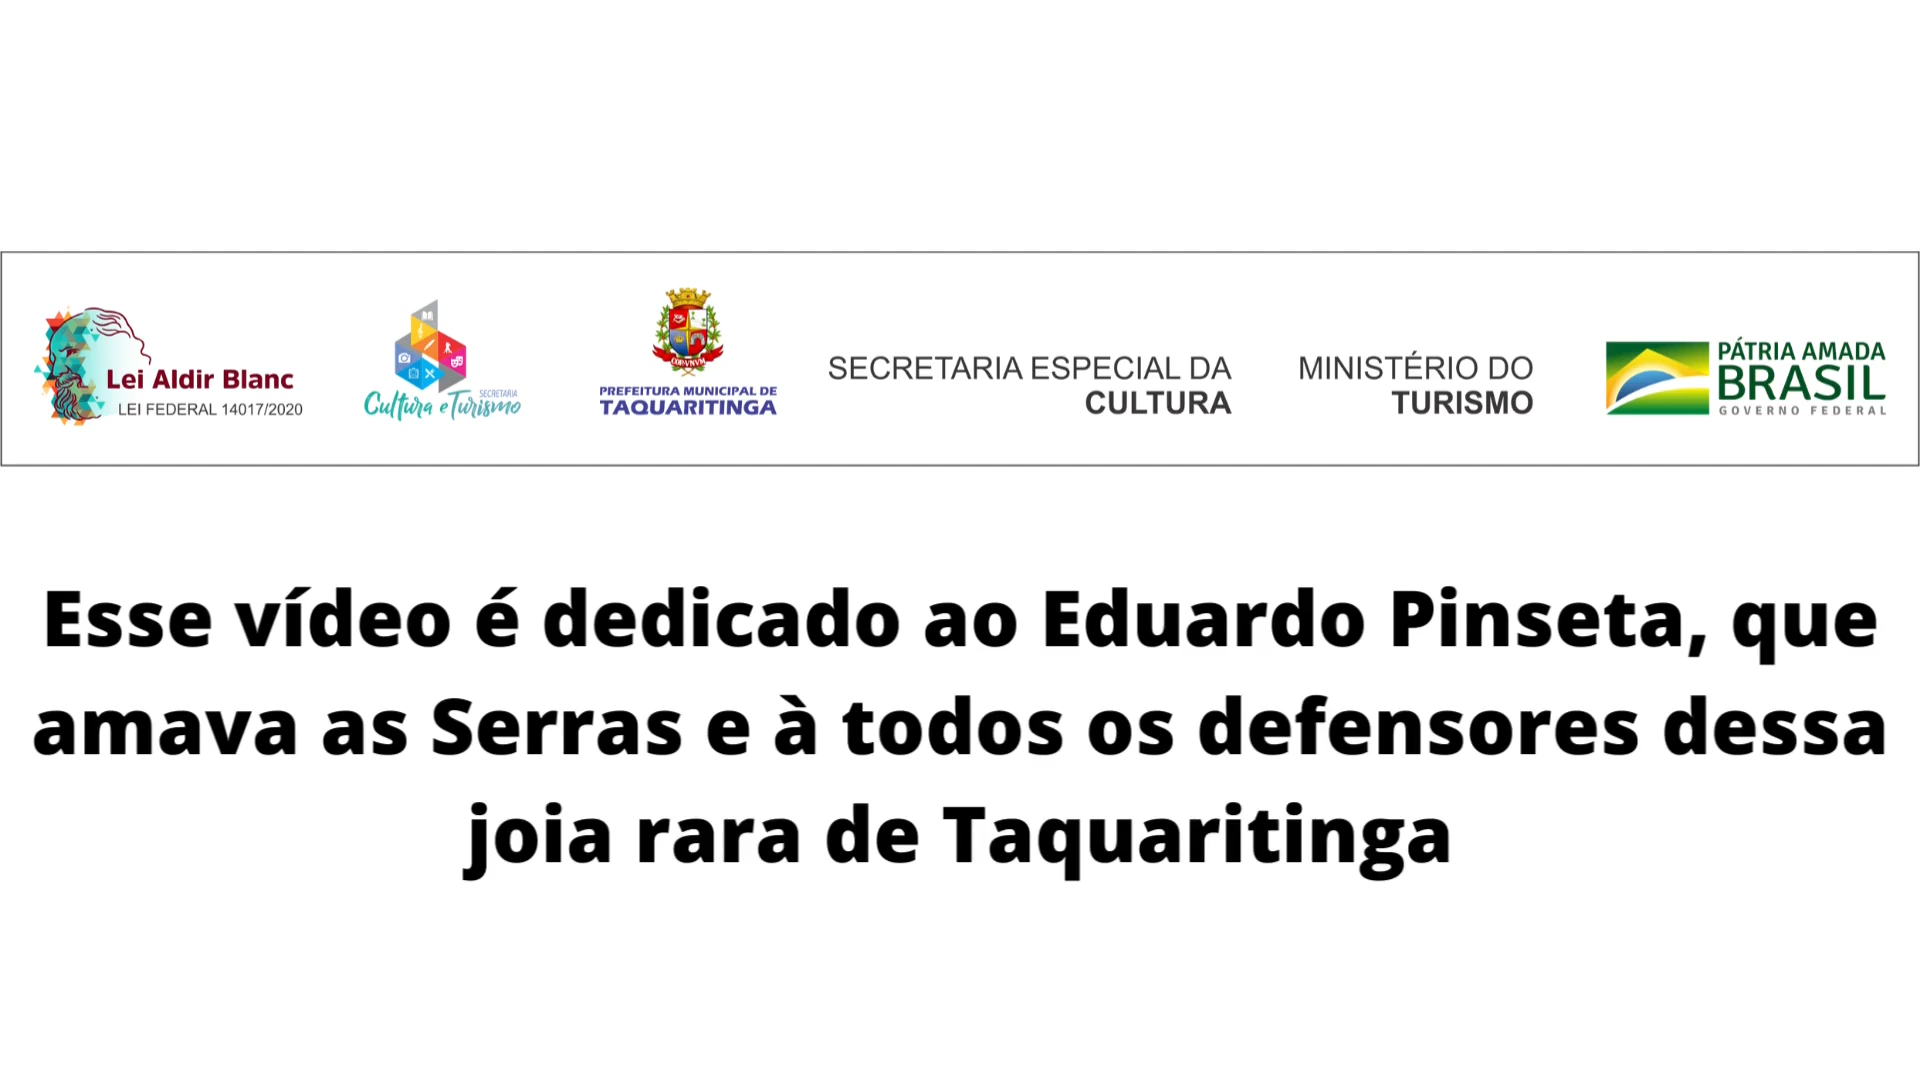 Lei Aldir Blanc
LEI FEDERAL 14017/2020
SECRETARIA
Cultura e Turismo
PREFEITURA MUNICIPAL DE
TAQUARITINGA
SECRETARIA ESPECIAL DA
CULTURA
MINISTÉRIO DO
TURISMO
PÁTRIA AMADA
BRASIL
GOVERNO FEDERAL
Esse vídeo é dedicado ao Eduardo Pinseta, que
amava as Serras e à todos os defensores dessa
joia rara de Taquaritinga